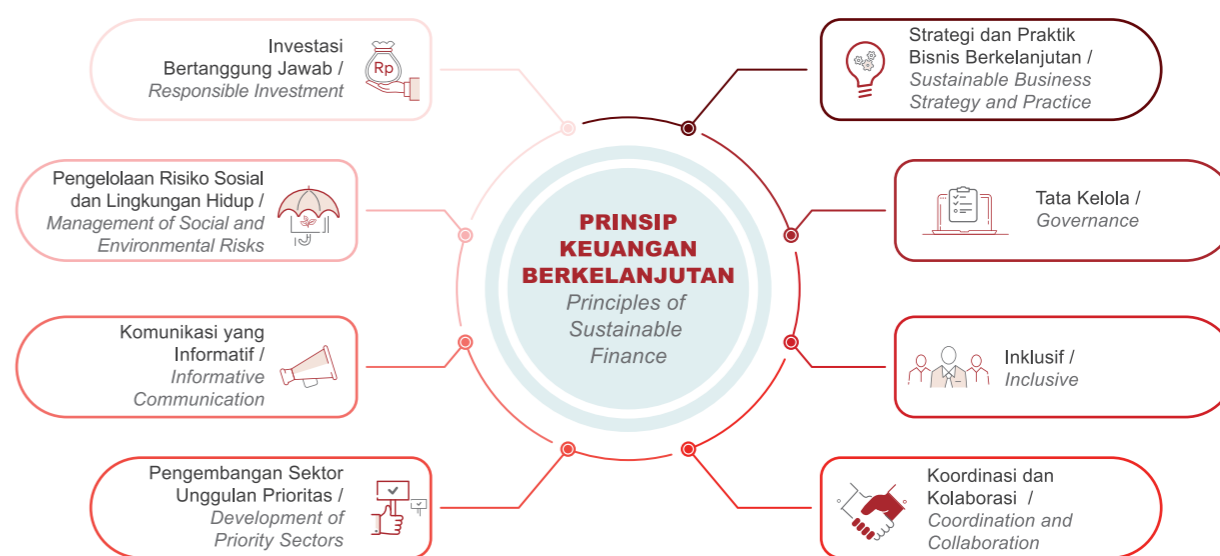 Investasi
Bertanggung Jawab /
Responsible Investment
Rp
Pengelolaan Risiko Sosial
dan Lingkungan Hidup /
Management of Social and
Environmental Risks
Komunikasi yang
Informatif /
Informative
Communication
Pengembangan Sektor
Unggulan Prioritas /
Development of
Priority Sectors
PRINSIP
KEUANGAN
BERKELANJUTAN
Principles of
Sustainable
Finance
Strategi dan Praktik
Bisnis Berkelanjutan /
Sustainable Business
Strategy and Practice
Tata Kelola /
Governance
Inklusif /
Inclusive
Koordinasi dan
Kolaborasi /
Coordination and
Collaboration